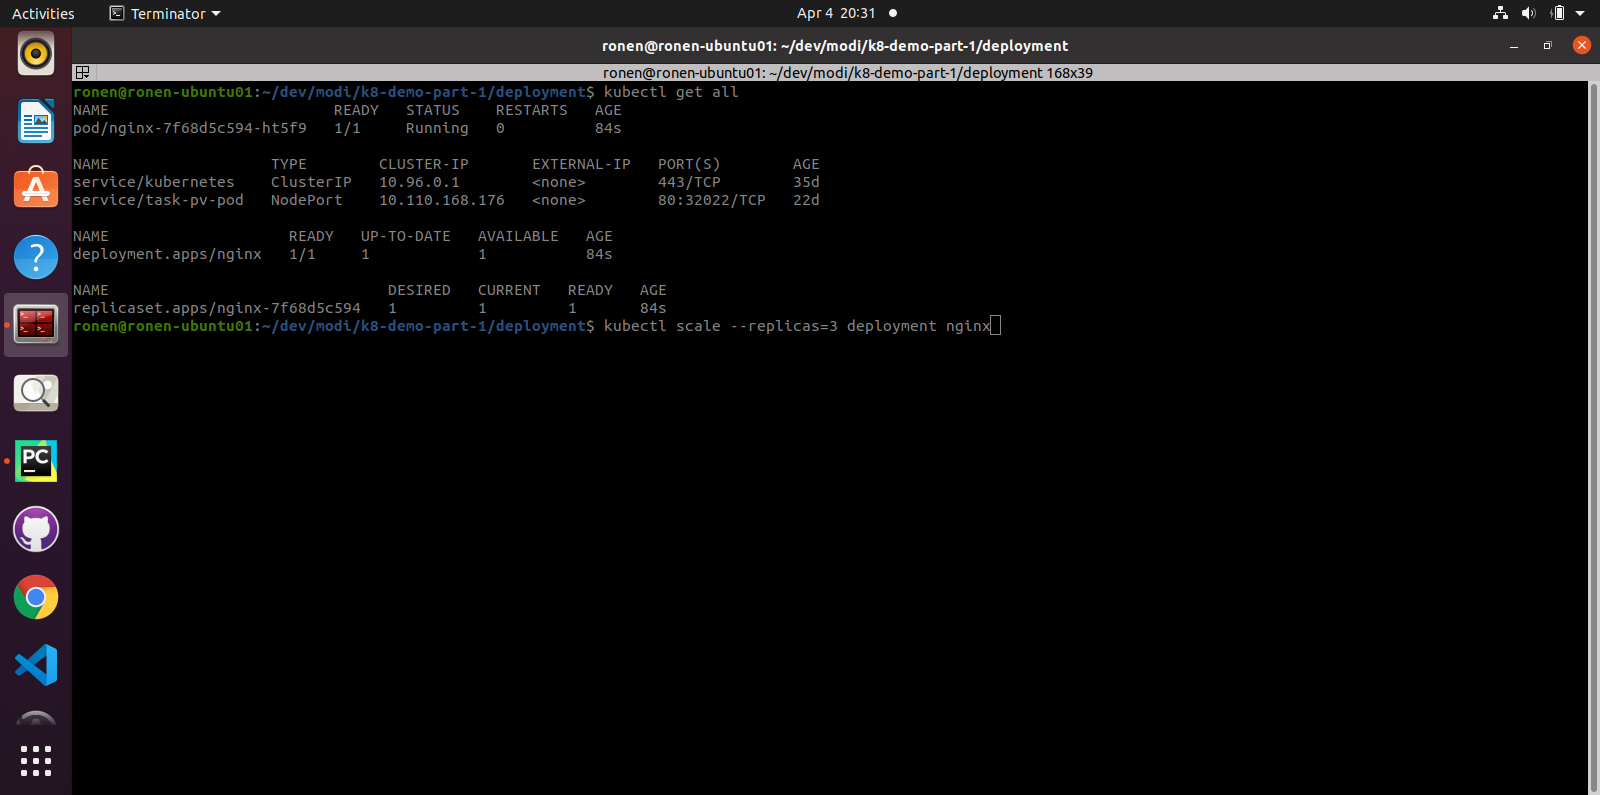 Activities Terminator Apr 4 20:31
ronen@ronen-ubuntu01: ~/dev/modi/k8-demo-part-1/deployment
ronen@ronen-ubuntu01: ~/dev/modi/k8-demo-part-1/deployment 168x39
ronen@ronen-ubuntu01:~/dev/modi/k8-demo-part-1/deployment$ kubectl get all
NAME READY STATUS RESTARTS AGE
pod/nginx-7f68d5c594-ht5f9 1/1 Running 0 84s
NAME TYPE CLUSTER-IP EXTERNAL-IP PORT(S) AGE
service/kubernetes ClusterIP 10.96.0.1 <none> 443/TCP 35d
service/task-pv-pod NodePort 10.110.168.176 <none> 80:32022/TCP 22d
NAME READY UP-TO-DATE AVAILABLE AGE
deployment.apps/nginx 1/1 1 1 84s
NAME DESIRED CURRENT READY AGE
replicaset.apps/nginx-7f68d5c594 1 1 1 84s
ronen@ronen-ubuntu01:~/dev/modi/k8-demo-part-1/deployment$ kubectl scale --replicas=3 deployment nginx
PC